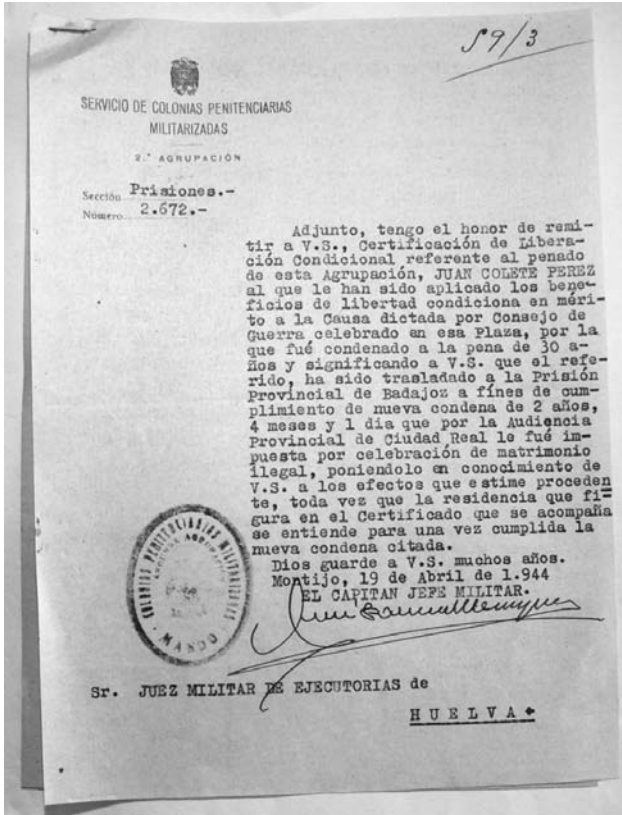 59/3
SERVICIO DE COLONIAS PENITENCIARIAS
MILITARIZADAS
2.ª AGRUPACIÓN
Sección Prisiones.-
Número 2.672.-
Adjunto, tengo el honor de remi-
tir a V.S., Certificación de Libera-
ción Condicional referente al penado
de esta Agrupación, JUAN COLETE PEREZ
al que le han sido aplicado los bene-
ficios de libertad condiciona en méri-
to a la Causa dictada por Consejo de
Guerra celebrado en esa Plaza, por la
que fué condenado a la pena de 30 a-
ños y significando a V.S. que el refe-
rido, ha sido trasladado a la Prisión
Provincial de Badajoz a fines de cum-
plimiento de nueva condena de 2 años,
4 meses y 1 dia que por la Audiencia
Provincial de Ciudad Real le fué im-
puesta por celebración de matrimonio
ilegal, poniendolo en conocimiento de
V.S. a los efectos que estime proceden
te, toda vez que la residencia que fi-
gura en el Certificado que se acompaña
se entiende para una vez cumplida la
nueva condena citada.
Dios guarde a V.S. muchos años.
Montijo, 19 de Abril de 1.944
EL CAPITAN JEFE MILITAR.
COLONIAS PENITENCIARIAS MILITARIZADAS
MANDO
Sr. JUEZ MILITAR DE EJECUTORIAS de
HUELVA